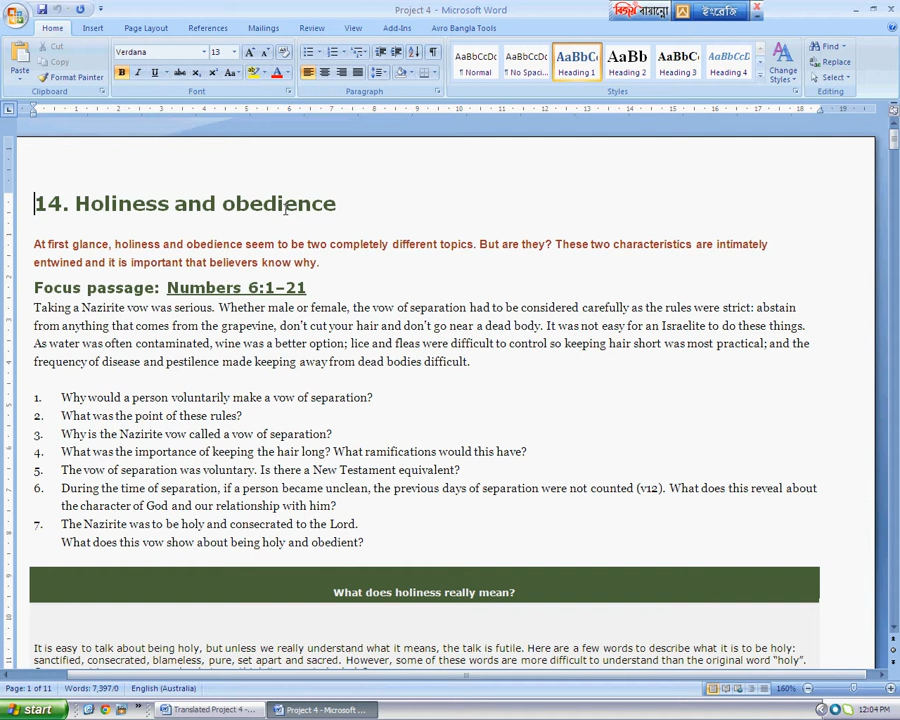 Project 4 - Microsoft Word
বিজয় বায়ান্নো
ইংরেজি
Home Insert Page Layout References Mailings Review View Add-Ins Avro Bangla Tools
Paste
Cut
Copy
Format Painter
Clipboard
Verdana 13
Font
Paragraph
AaBbCcDc AaBbCcDc AaBbC AaBb AaBbCc AaBbCcD
¶ Normal ¶ No Spaci... Heading 1 Heading 2 Heading 3 Heading 4
Change Styles
Styles
Find
Replace
Select
Editing
14. Holiness and obedience
At first glance, holiness and obedience seem to be two completely different topics. But are they? These two characteristics are intimately
entwined and it is important that believers know why.
Focus passage: Numbers 6:1–21
Taking a Nazirite vow was serious. Whether male or female, the vow of separation had to be considered carefully as the rules were strict: abstain
from anything that comes from the grapevine, don't cut your hair and don't go near a dead body. It was not easy for an Israelite to do these things.
As water was often contaminated, wine was a better option; lice and fleas were difficult to control so keeping hair short was most practical; and the
frequency of disease and pestilence made keeping away from dead bodies difficult.
1. Why would a person voluntarily make a vow of separation?
2. What was the point of these rules?
3. Why is the Nazirite vow called a vow of separation?
4. What was the importance of keeping the hair long? What ramifications would this have?
5. The vow of separation was voluntary. Is there a New Testament equivalent?
6. During the time of separation, if a person became unclean, the previous days of separation were not counted (v12). What does this reveal about
the character of God and our relationship with him?
7. The Nazirite was to be holy and consecrated to the Lord.
What does this vow show about being holy and obedient?
What does holiness really mean?
It is easy to talk about being holy, but unless we really understand what it means, the talk is futile. Here are a few words to describe what it is to be holy:
sanctified, consecrated, blameless, pure, set apart and sacred. However, some of these words are more difficult to understand than the original word "holy".
Page: 1 of 11 Words: 7,397/0 English (Australia) 160%
start Translated Project 4 -... Project 4 - Microsoft ... 12:04 PM